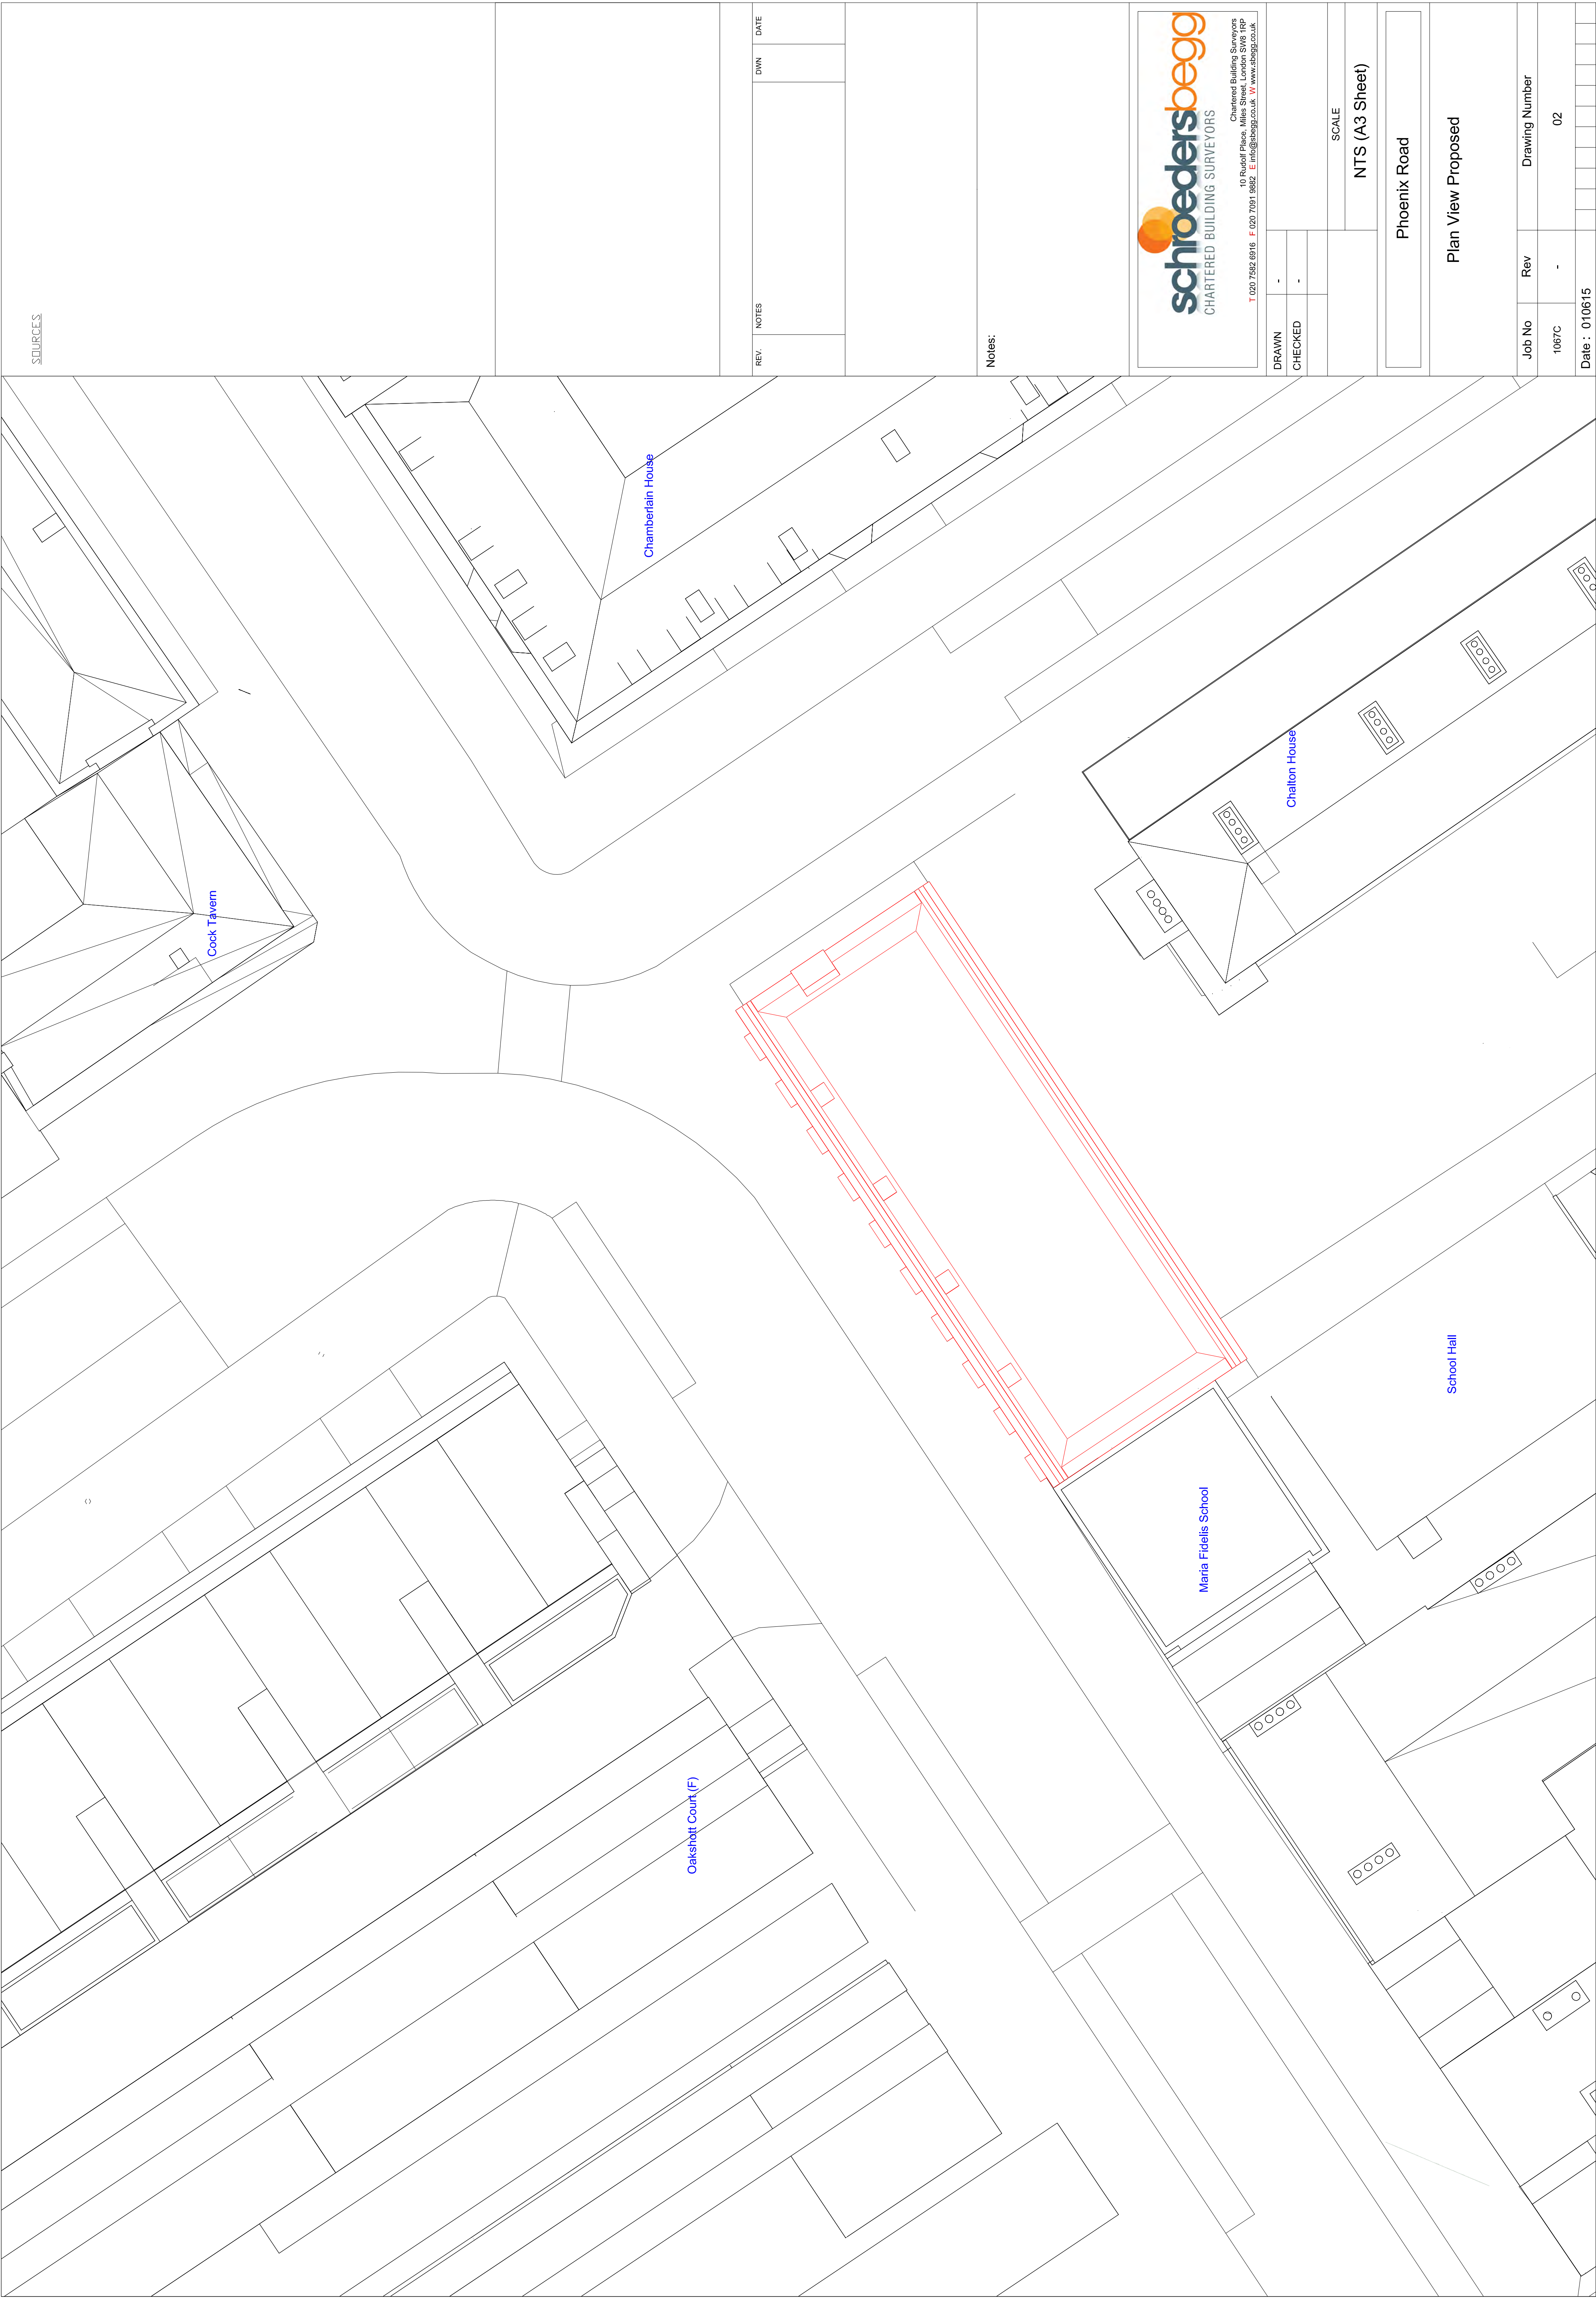 SOURCES
REV.
NOTES
DWN
DATE
Notes:
schroedersbegg
CHARTERED BUILDING SURVEYORS
Chartered Building Surveyors
10 Rudolf Place, Miles Street, London SW8 1RP
T 020 7582 6916 F 020 7091 9882 E info@sbegg.co.uk W www.sbegg.co.uk
DRAWN
-
CHECKED
-
SCALE
NTS (A3 Sheet)
Phoenix Road
Plan View Proposed
Job No
Rev
Drawing Number
1067C
-
02
Date : 010615
Cock Tavern
Chamberlain House
Chalton House
Oakshott Court (F)
Maria Fidelis School
School Hall